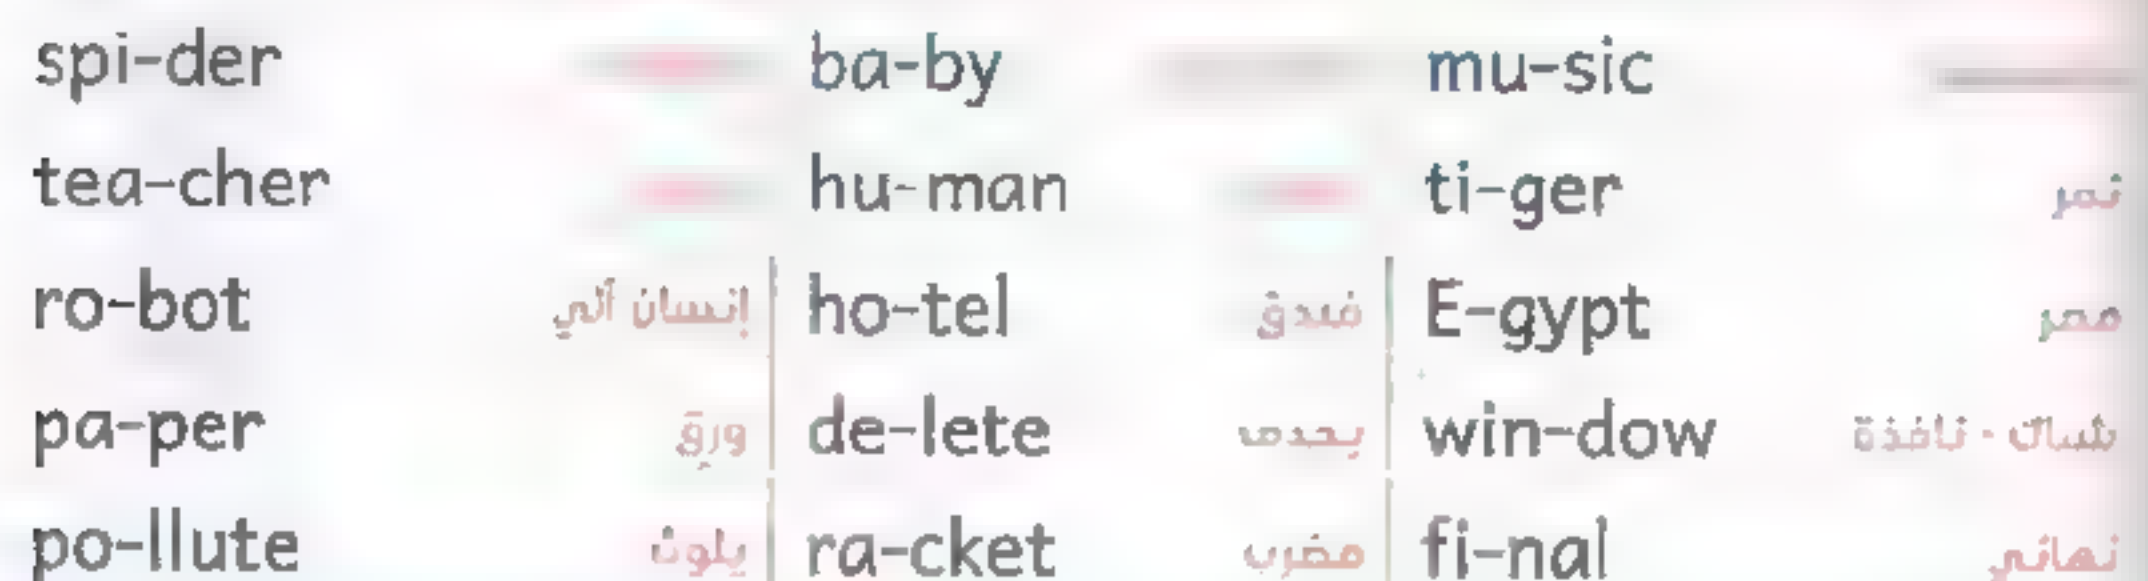 spi-der ba-by mu-sic
tea-cher hu-man ti-ger نمر
ro-bot إنسان آلي ho-tel فندق E-gypt مصر
pa-per ورق de-lete يحذف win-dow شباك - نافذة
po-llute يلوث ra-cket مضرب fi-nal نهائي